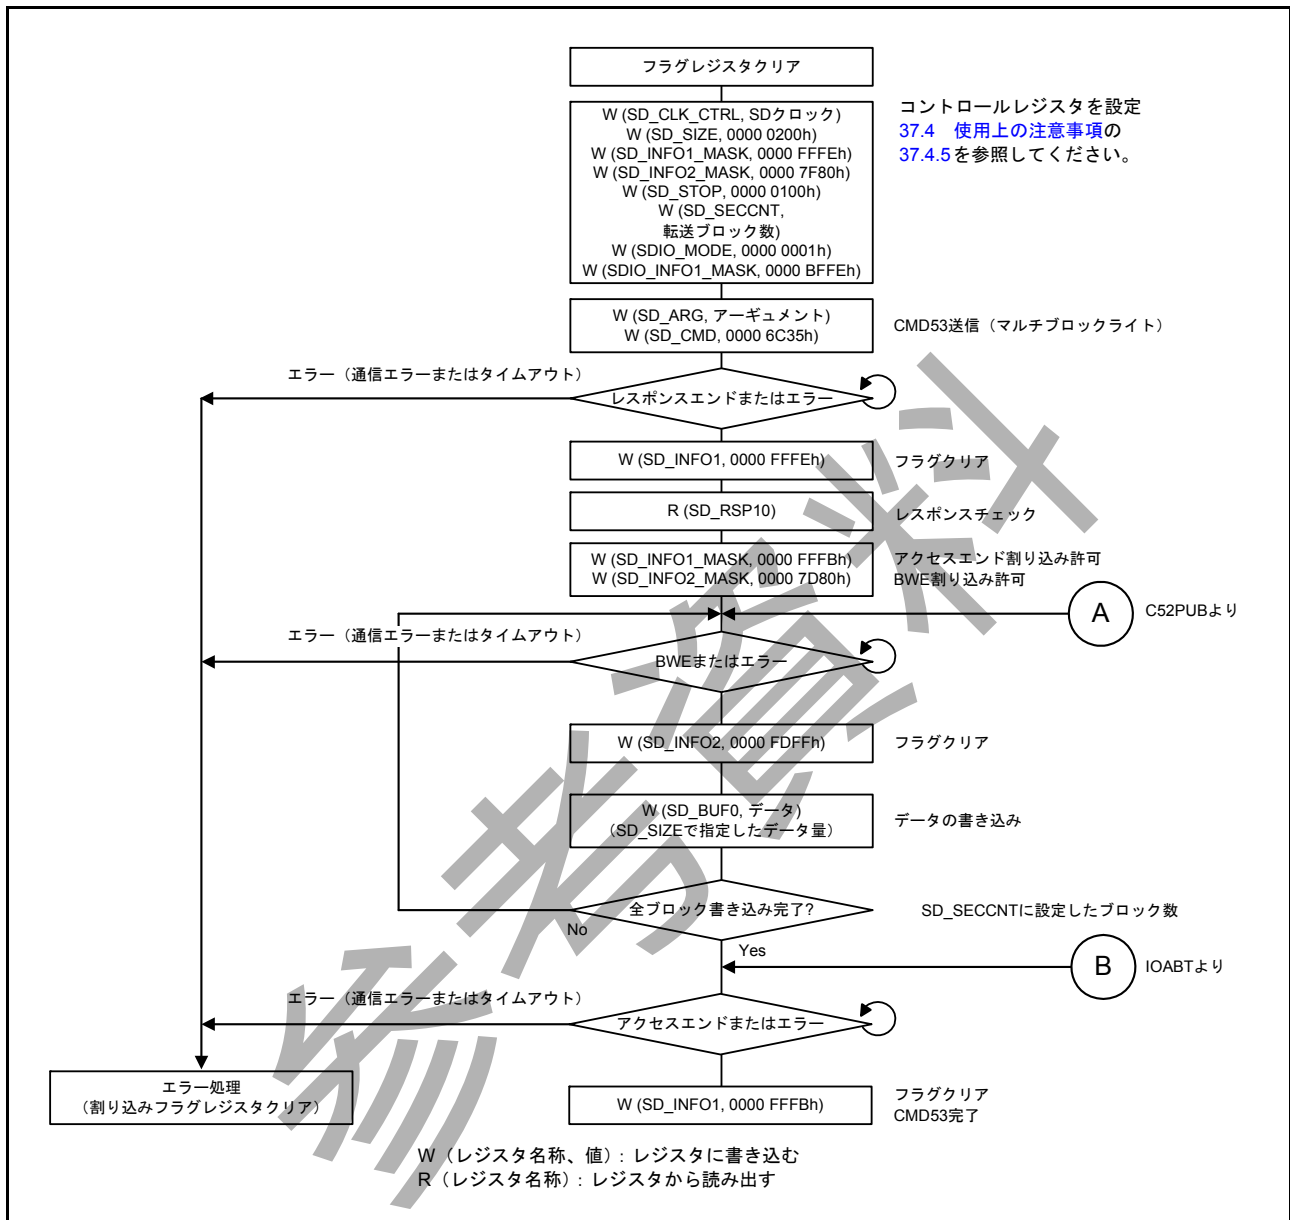 フラグレジスタクリア
W (SD_CLK_CTRL, SDクロック)
W (SD_SIZE, 0000 0200h)
W (SD_INFO1_MASK, 0000 FFFEh)
W (SD_INFO2_MASK, 0000 7F80h)
W (SD_STOP, 0000 0100h)
W (SD_SECCNT,
転送ブロック数)
W (SDIO_MODE, 0000 0001h)
W (SDIO_INFO1_MASK, 0000 BFFEh)
コントロールレジスタを設定
37.4 使用上の注意事項の
37.4.5を参照してください。
W (SD_ARG, アーギュメント)
W (SD_CMD, 0000 6C35h)
CMD53送信（マルチブロックライト）
エラー（通信エラーまたはタイムアウト）
レスポンスエンドまたはエラー
W (SD_INFO1, 0000 FFFEh)
フラグクリア
R (SD_RSP10)
レスポンスチェック
W (SD_INFO1_MASK, 0000 FFFBh)
W (SD_INFO2_MASK, 0000 7D80h)
アクセスエンド割り込み許可
BWE割り込み許可
A
C52PUBより
エラー（通信エラーまたはタイムアウト）
BWEまたはエラー
W (SD_INFO2, 0000 FDFFh)
フラグクリア
W (SD_BUF0, データ)
（SD_SIZEで指定したデータ量）
データの書き込み
全ブロック書き込み完了?
SD_SECCNTに設定したブロック数
No
Yes
B
IOABTより
エラー（通信エラーまたはタイムアウト）
アクセスエンドまたはエラー
エラー処理
（割り込みフラグレジスタクリア）
W (SD_INFO1, 0000 FFFBh)
フラグクリア
CMD53完了
W（レジスタ名称、値）: レジスタに書き込む
R（レジスタ名称）: レジスタから読み出す
参考資料